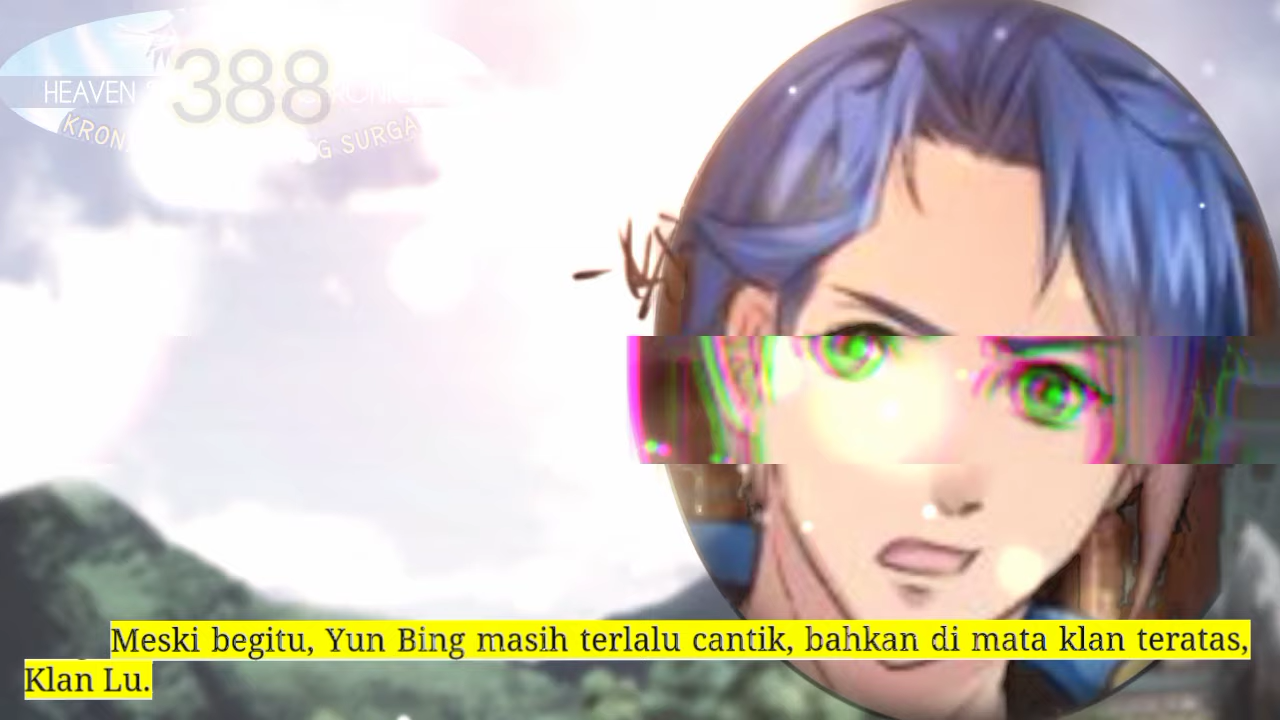 388
HEAVEN
KRON
G SURGA
Meski begitu, Yun Bing masih terlalu cantik, bahkan di mata klan teratas,
Klan Lu.